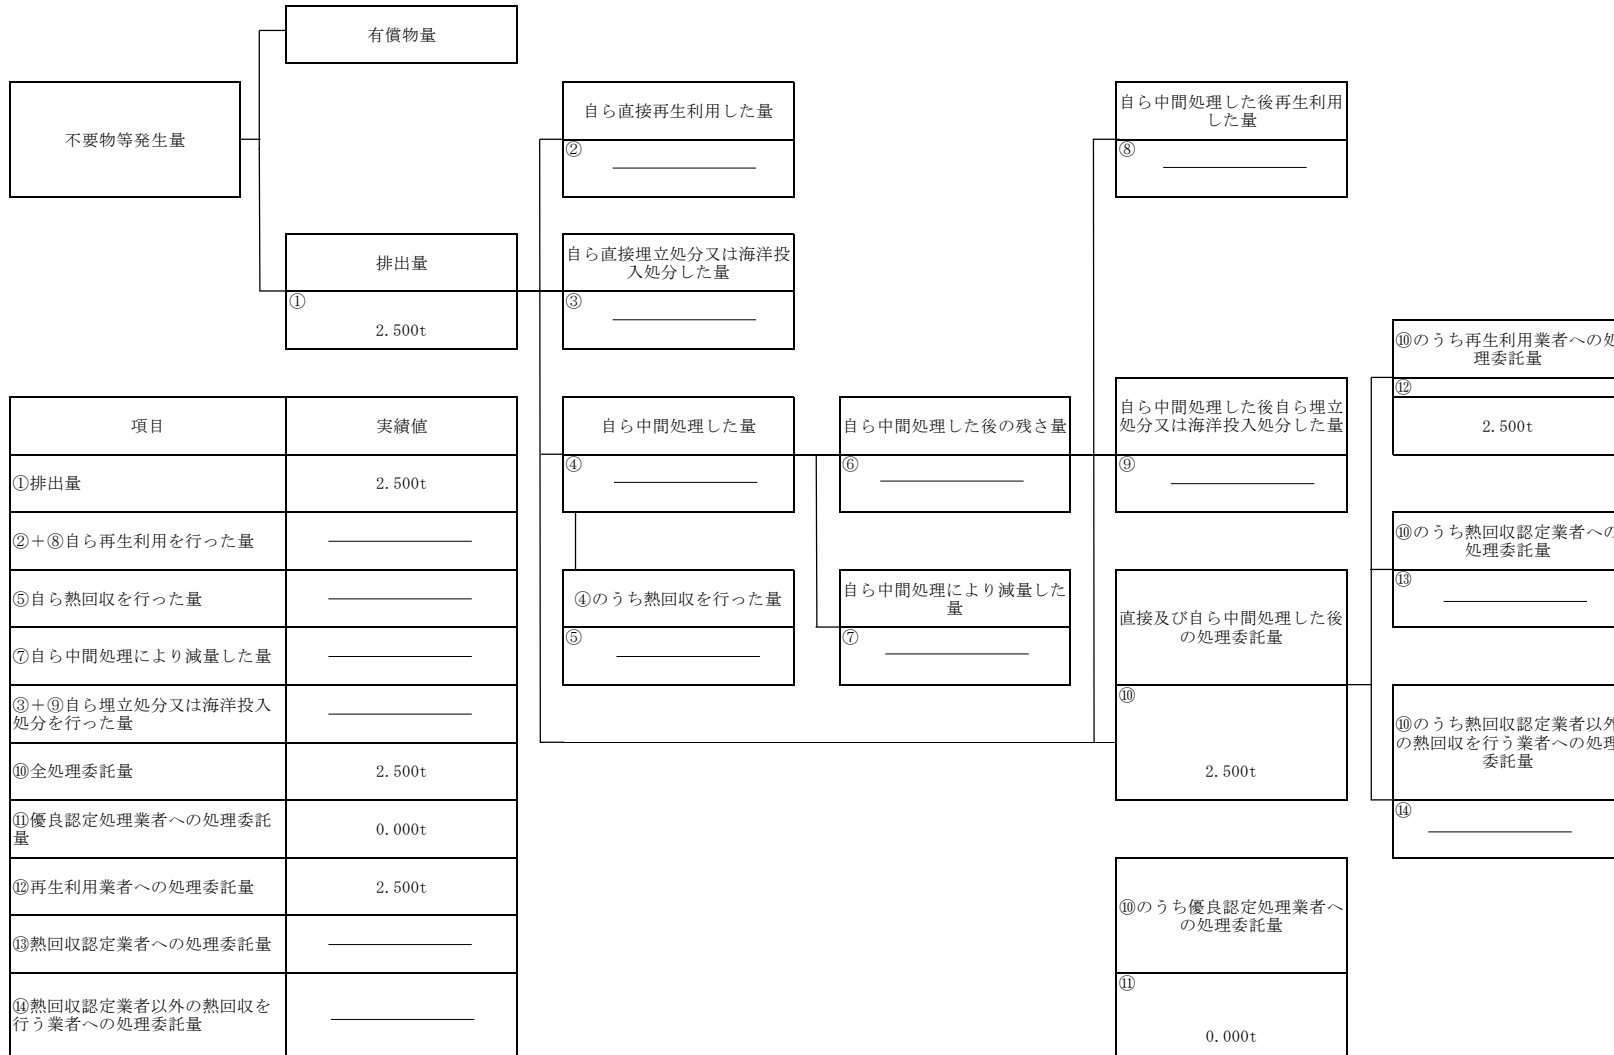 有償物量
不要物等発生量
自ら直接再生利用した量
②
自ら中間処理した後再生利用
した量
⑧
排出量
①
2.500t
自ら直接埋立処分又は海洋投
入処分した量
③
⑩のうち再生利用業者への処
理委託量
⑫
2.500t
項目
実績値
①排出量
2.500t
②+⑧自ら再生利用を行った量
⑤自ら熱回収を行った量
⑦自ら中間処理により減量した量
③+⑨自ら埋立処分又は海洋投入
処分を行った量
⑩全処理委託量
2.500t
⑪優良認定処理業者への処理委託
量
0.000t
⑫再生利用業者への処理委託量
2.500t
⑬熱回収認定業者への処理委託量
⑭熱回収認定業者以外の熱回収を
行う業者への処理委託量
自ら中間処理した量
④
自ら中間処理した後の残さ量
⑥
自ら中間処理した後自ら埋立
処分又は海洋投入処分した量
⑨
④のうち熱回収を行った量
⑤
自ら中間処理により減量した
量
⑦
直接及び自ら中間処理した後
の処理委託量
⑩
2.500t
⑩のうち熱回収認定業者への
処理委託量
⑬
⑩のうち熱回収認定業者以外
の熱回収を行う業者への処理
委託量
⑭
⑩のうち優良認定処理業者へ
の処理委託量
⑪
0.000t